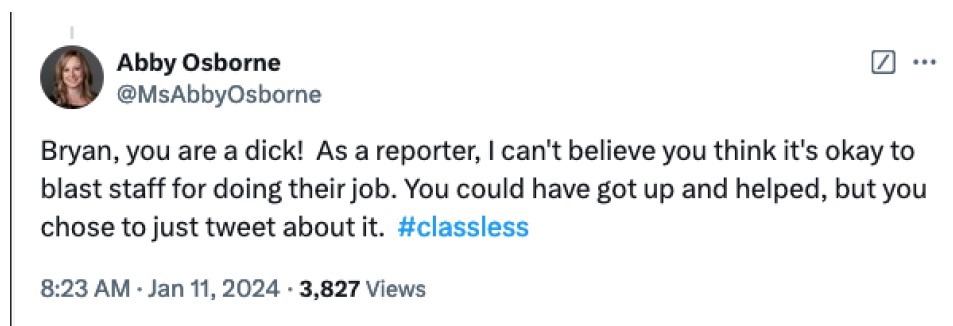 Abby Osborne
@MsAbbyOsborne
Bryan, you are a dick!  As a reporter, I can't believe you think it's okay to
blast staff for doing their job. You could have got up and helped, but you
chose to just tweet about it.  #classless
8:23 AM · Jan 11, 2024 · 3,827 Views